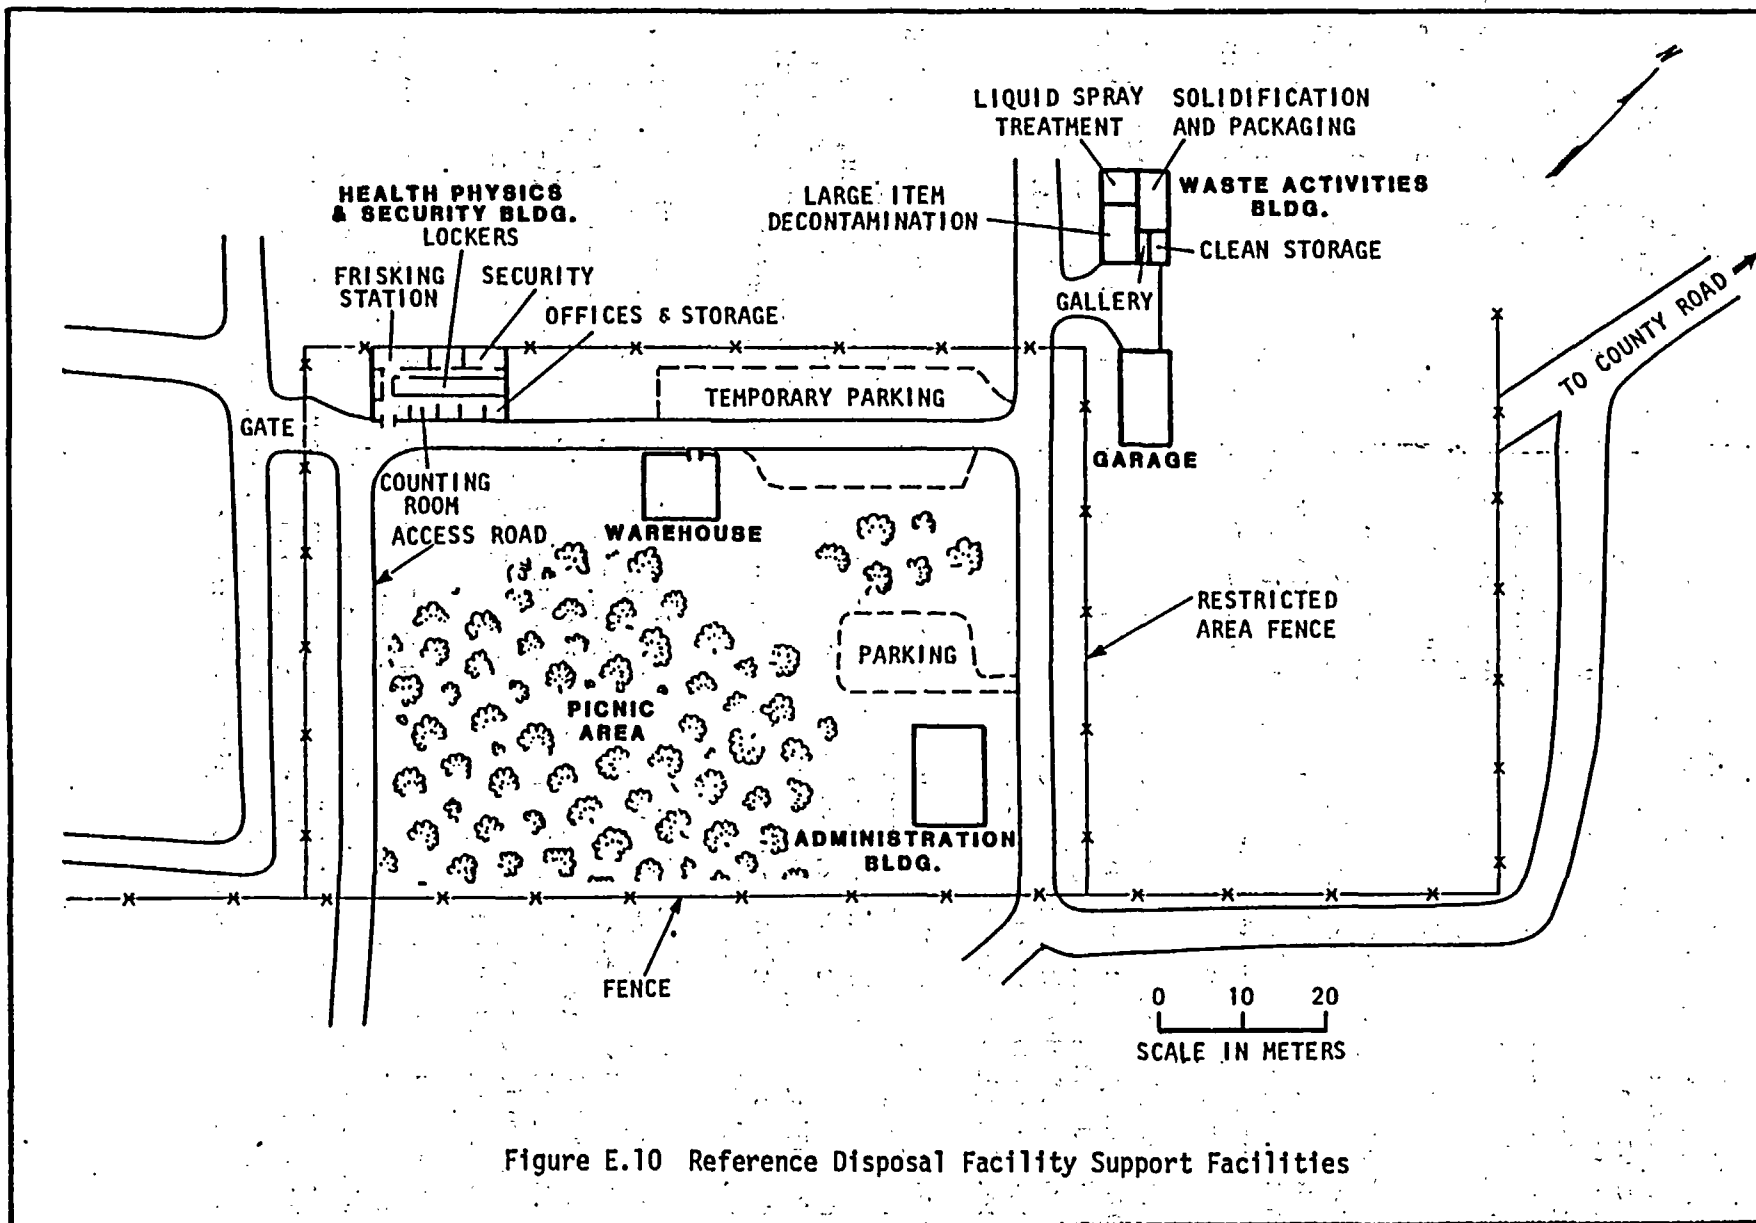 N
LIQUID SPRAY
TREATMENT
SOLIDIFICATION
AND PACKAGING
HEALTH PHYSICS
& SECURITY BLDG.
LOCKERS
LARGE ITEM
DECONTAMINATION
WASTE ACTIVITIES
BLDG.
CLEAN STORAGE
FRISKING
STATION
SECURITY
GALLERY
OFFICES & STORAGE
TO COUNTY ROAD
TEMPORARY PARKING
GATE
GARAGE
COUNTING
ROOM
ACCESS ROAD
WAREHOUSE
RESTRICTED
AREA FENCE
PARKING
PICNIC
AREA
ADMINISTRATION
BLDG.
FENCE
0 10 20
SCALE IN METERS
Figure E.10 Reference Disposal Facility Support Facilities